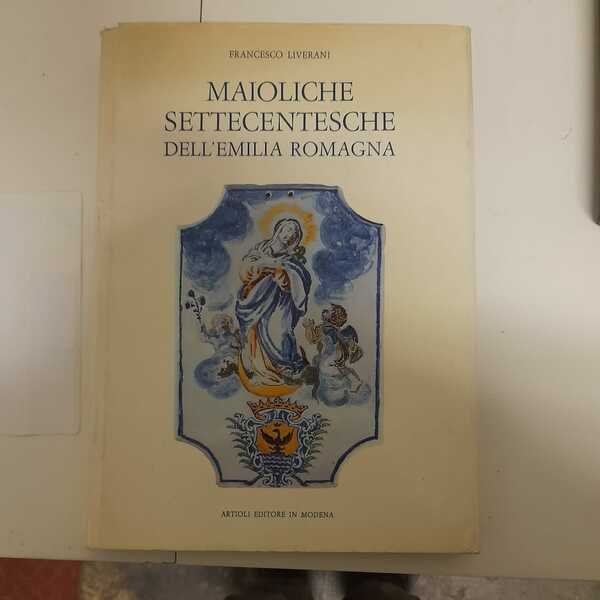 FRANCESCO LIVERANI
MAIOLICHE
SETTECENTESCHE
DELL'EMILIA ROMAGNA
ARTIOLI EDITORE IN MODENA